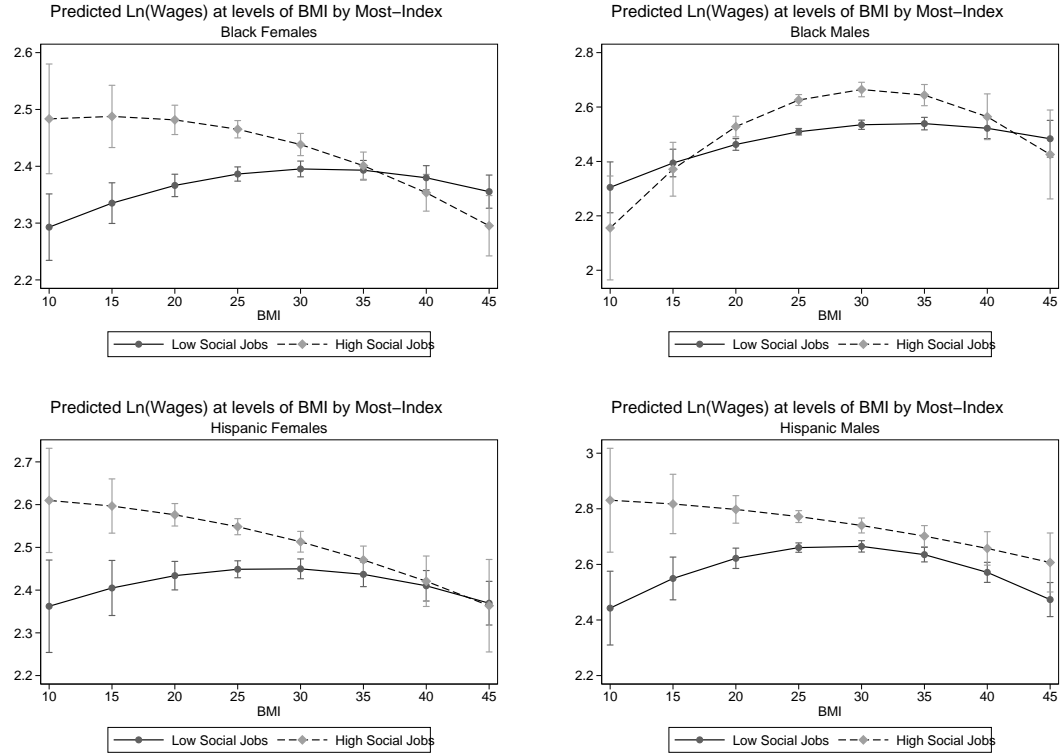 Predicted Ln(Wages) at levels of BMI by Most−Index
Black Females
2.6
2.5
2.4
2.3
2.2
10 15 20 25 30 35 40 45
BMI
Low Social Jobs High Social Jobs
Predicted Ln(Wages) at levels of BMI by Most−Index
Black Males
2.8
2.6
2.4
2.2
2
10 15 20 25 30 35 40 45
BMI
Low Social Jobs High Social Jobs
Predicted Ln(Wages) at levels of BMI by Most−Index
Hispanic Females
2.7
2.6
2.5
2.4
2.3
2.2
10 15 20 25 30 35 40 45
BMI
Low Social Jobs High Social Jobs
Predicted Ln(Wages) at levels of BMI by Most−Index
Hispanic Males
3
2.8
2.6
2.4
2.2
10 15 20 25 30 35 40 45
BMI
Low Social Jobs High Social Jobs